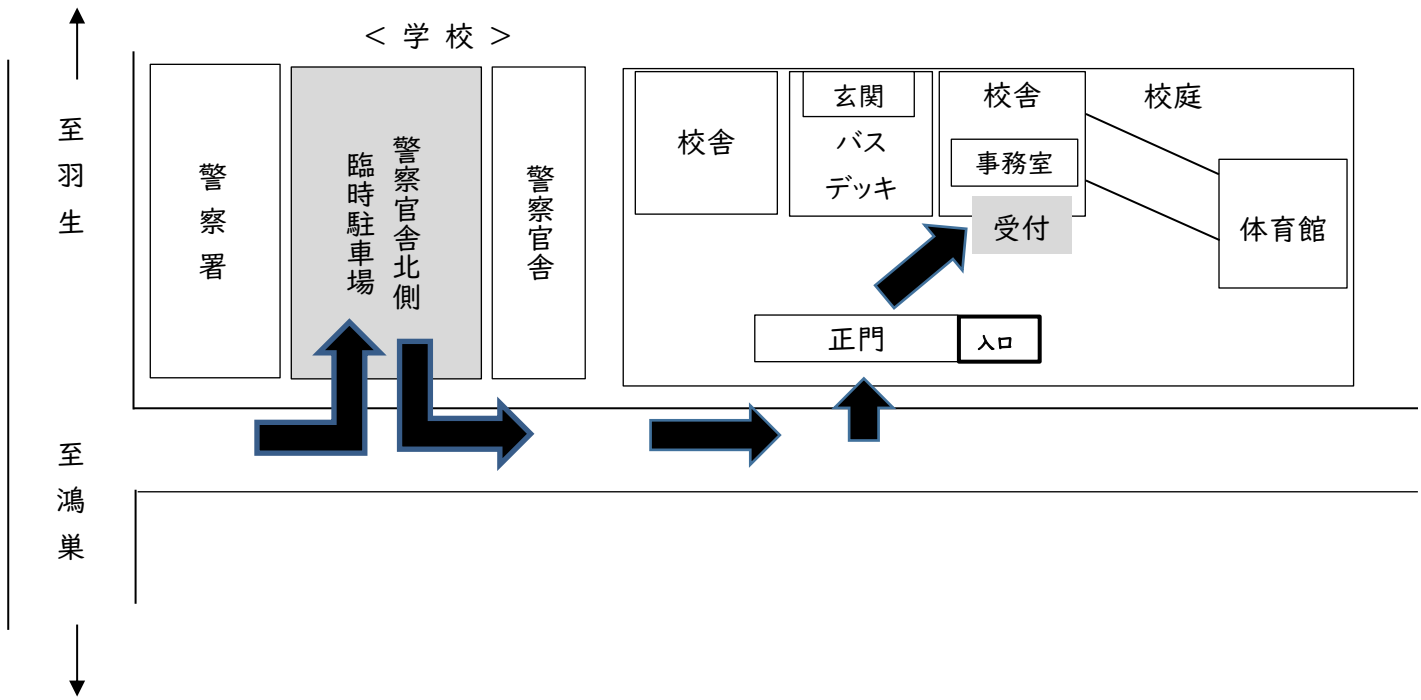 ＜ 学 校 ＞
至羽生
至鴻巣
警察署
警察官舎北側
臨時駐車場
警察官舎
校舎
玄関
バス
デッキ
校舎
事務室
受付
校庭
体育館
正門
入口